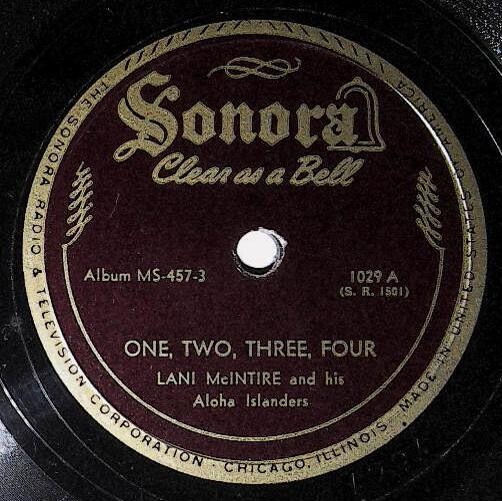 Sonora
Clear as a Bell
Album MS-457-3
1029 A
(S. R. 1501)
ONE, TWO, THREE, FOUR
LANI McINTIRE and his
Aloha Islanders
THE SONORA RADIO & TELEVISION CORPORATION · CHICAGO, ILLINOIS. MADE IN UNITED STATES OF AMERICA